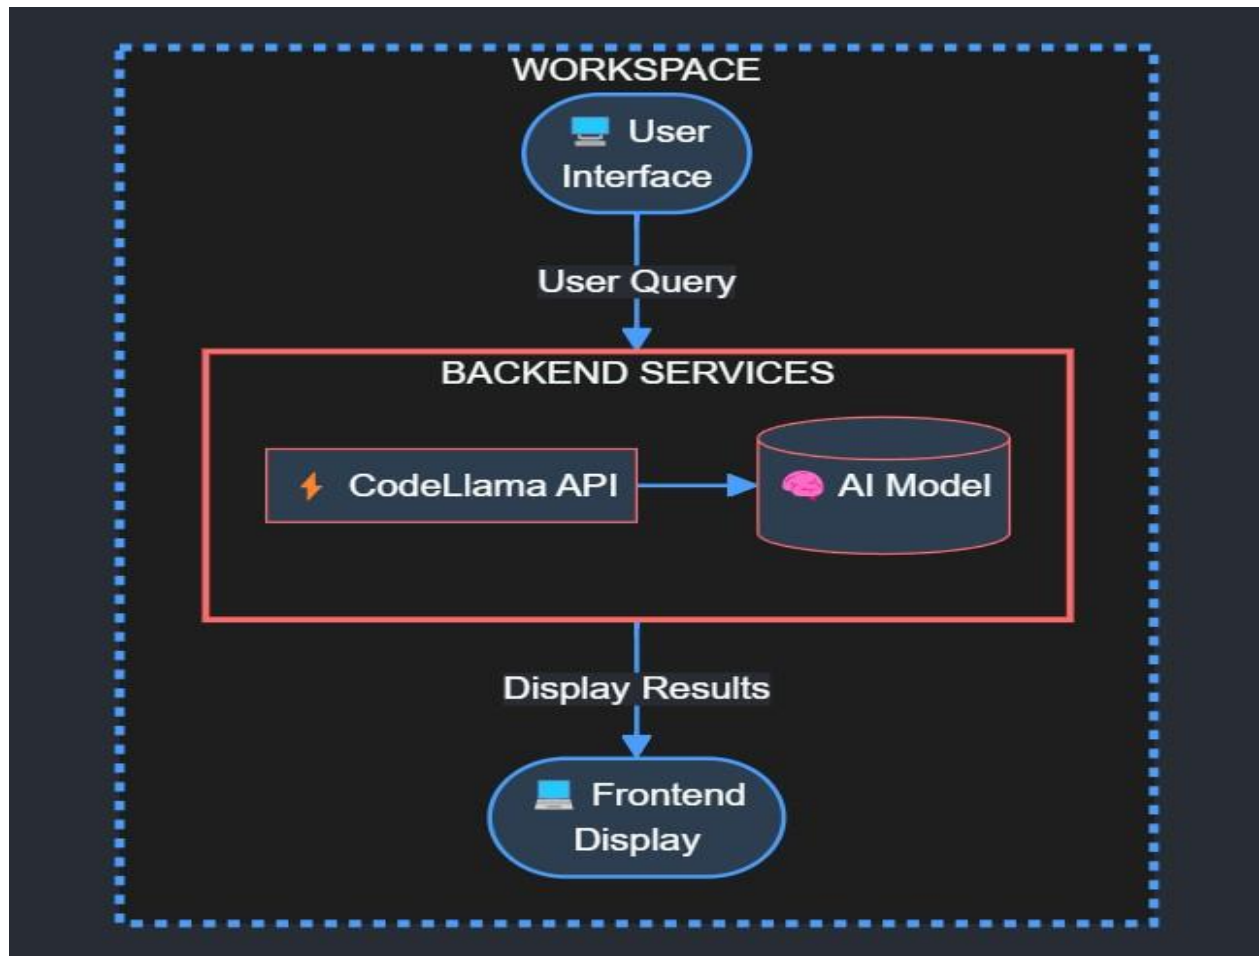 WORKSPACE
User
Interface
User Query
BACKEND SERVICES
CodeLlama API
AI Model
Display Results
Frontend
Display